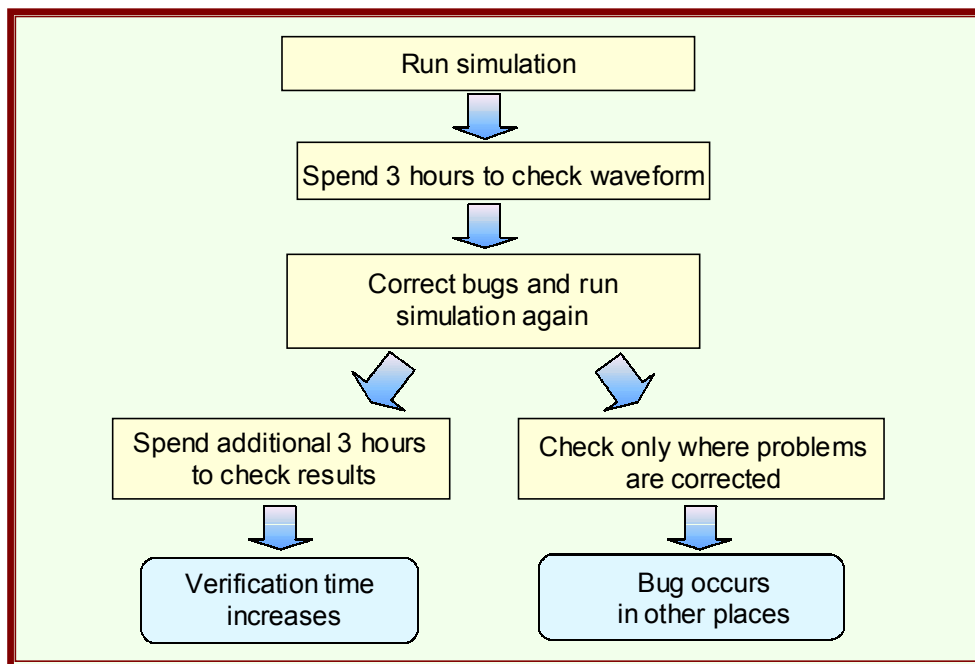 Run simulation
Spend 3 hours to check waveform
Correct bugs and run
simulation again
Spend additional 3 hours
to check results
Check only where problems
are corrected
Verification time
increases
Bug occurs
in other places